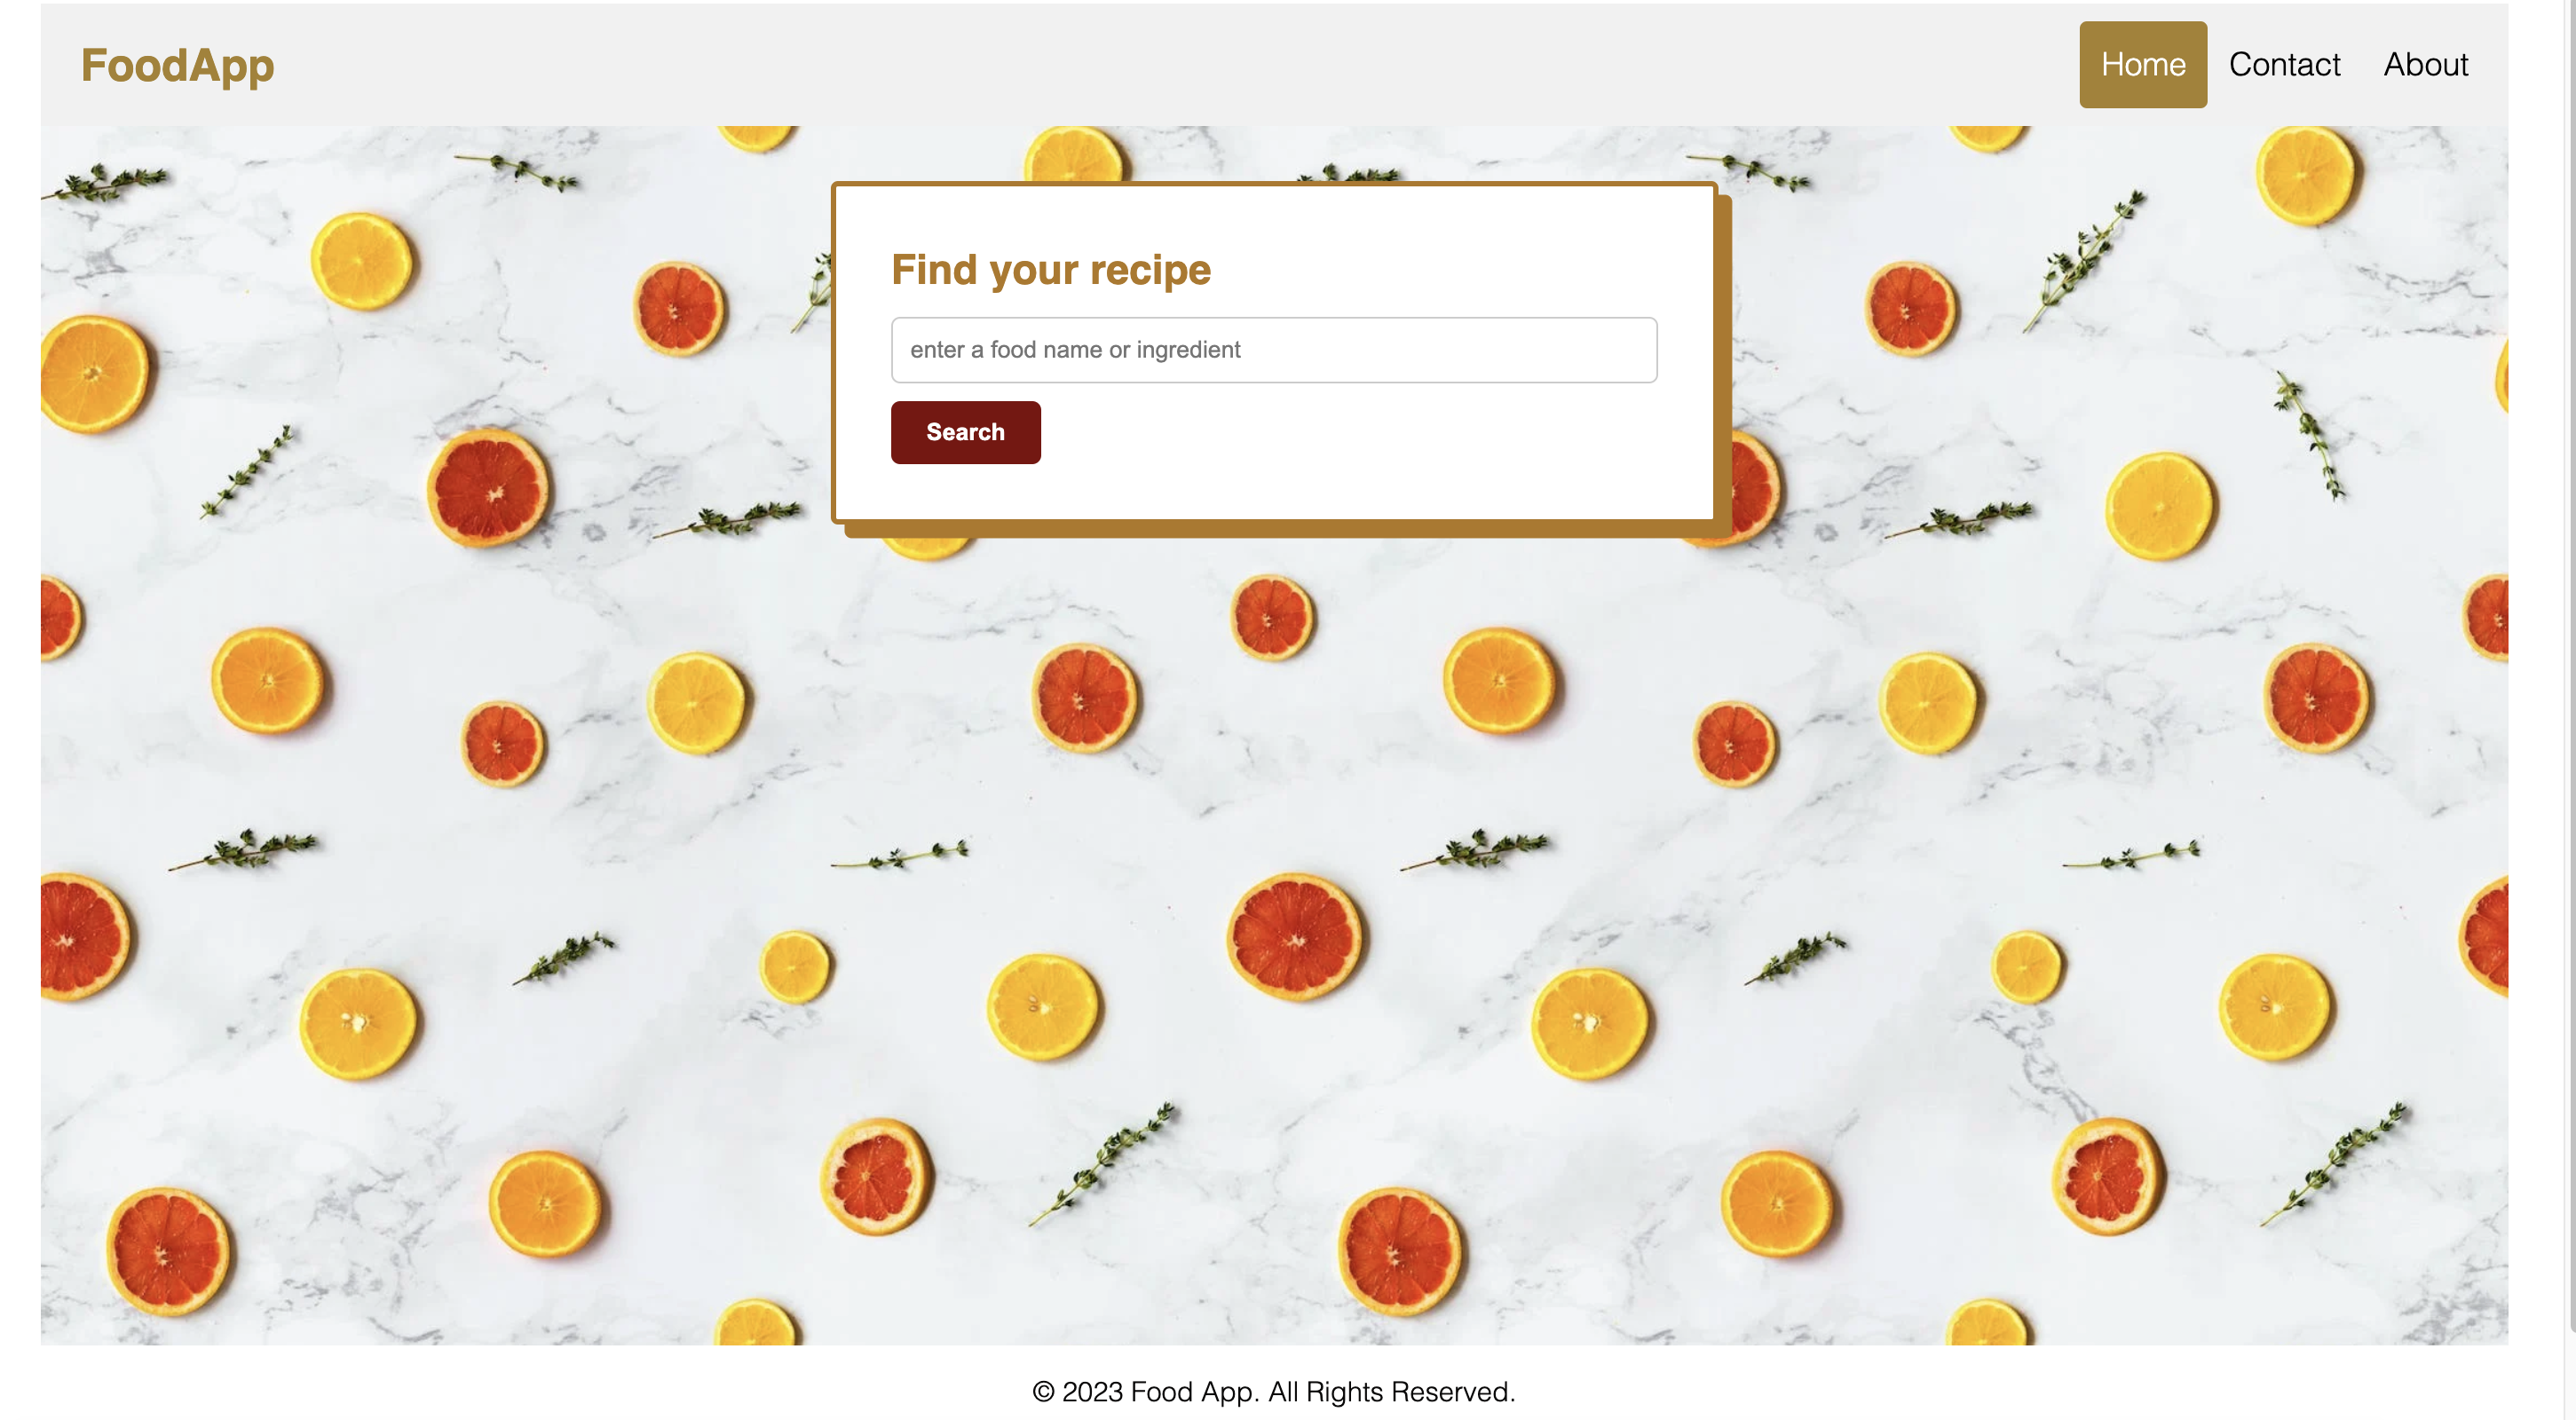 FoodApp
Home Contact About
Find your recipe
enter a food name or ingredient
Search
© 2023 Food App. All Rights Reserved.